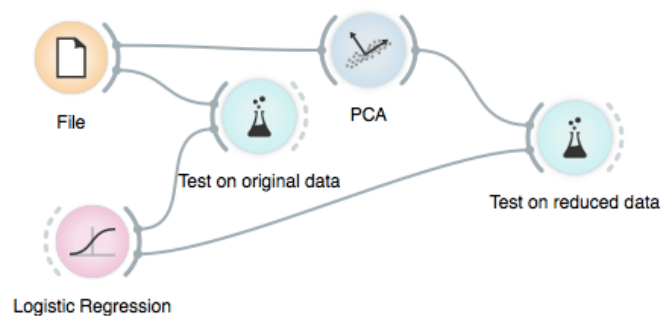 File
PCA
Test on original data
Test on reduced data
Logistic Regression